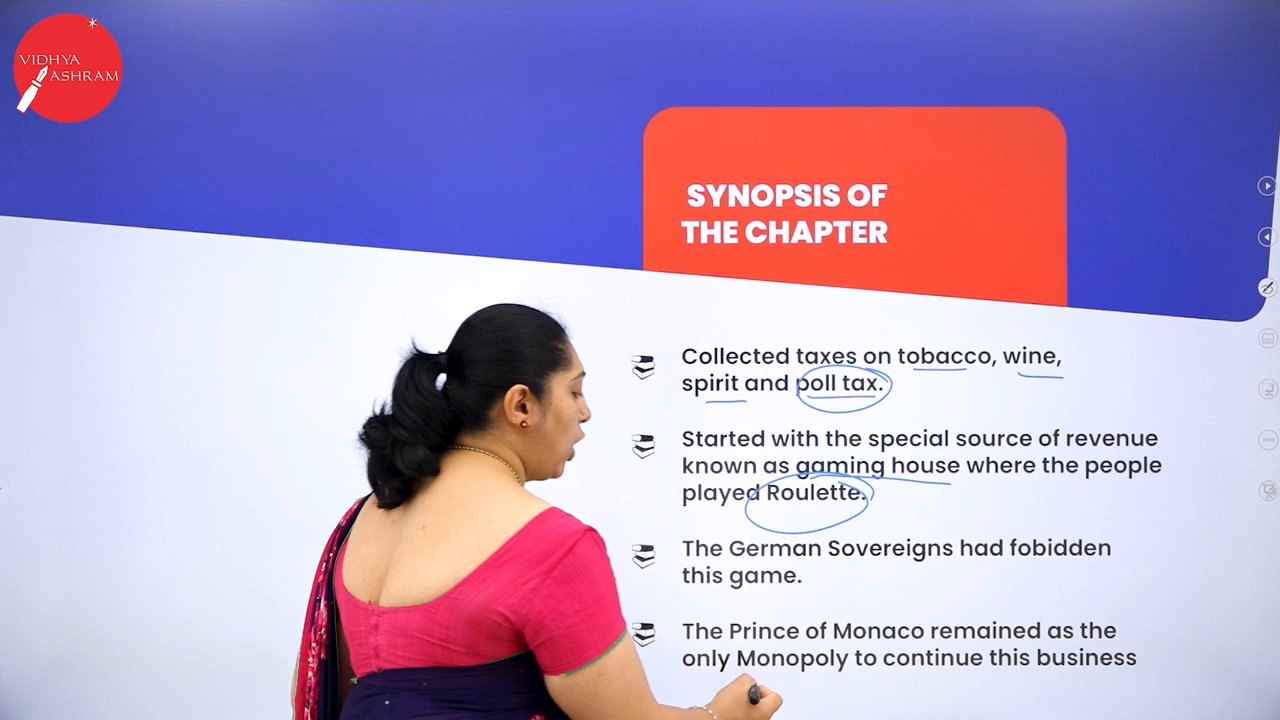 VIDHYA
ASHRAM
SYNOPSIS OF
THE CHAPTER
Collected taxes on tobacco, wine,
spirit and poll tax.
Started with the special source of revenue
known as gaming house where the people
played Roulette.
The German Sovereigns had fobidden
this game.
The Prince of Monaco remained as the
only Monopoly to continue this business